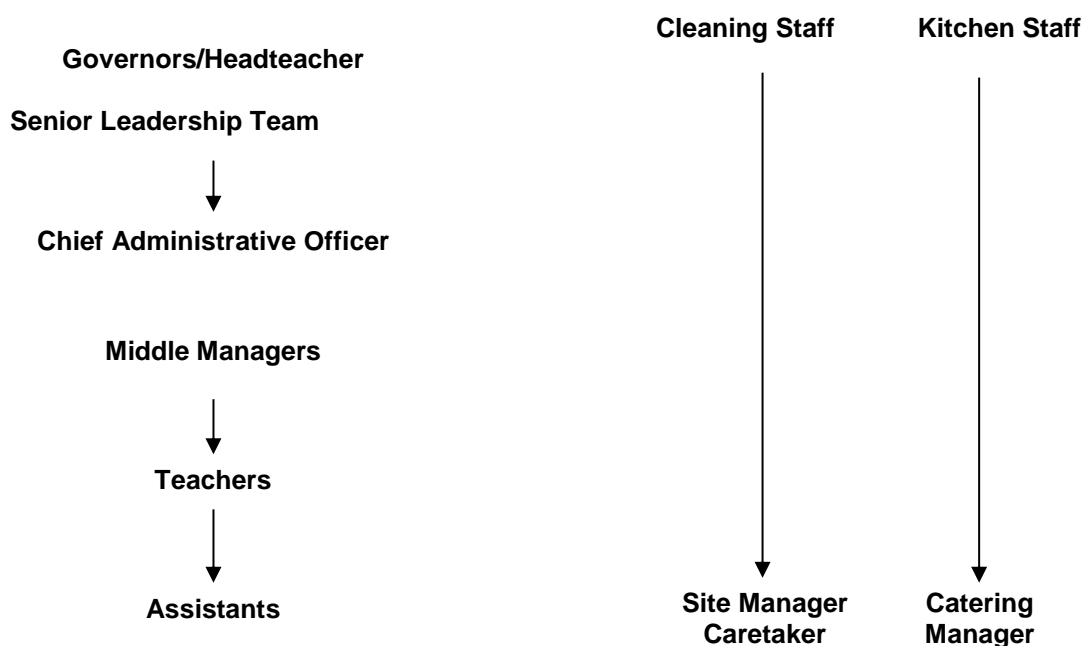 Cleaning Staff
Kitchen Staff
Governors/Headteacher
Senior Leadership Team
Chief Administrative Officer
Middle Managers
Teachers
Assistants
Site Manager
Caretaker
Catering
Manager